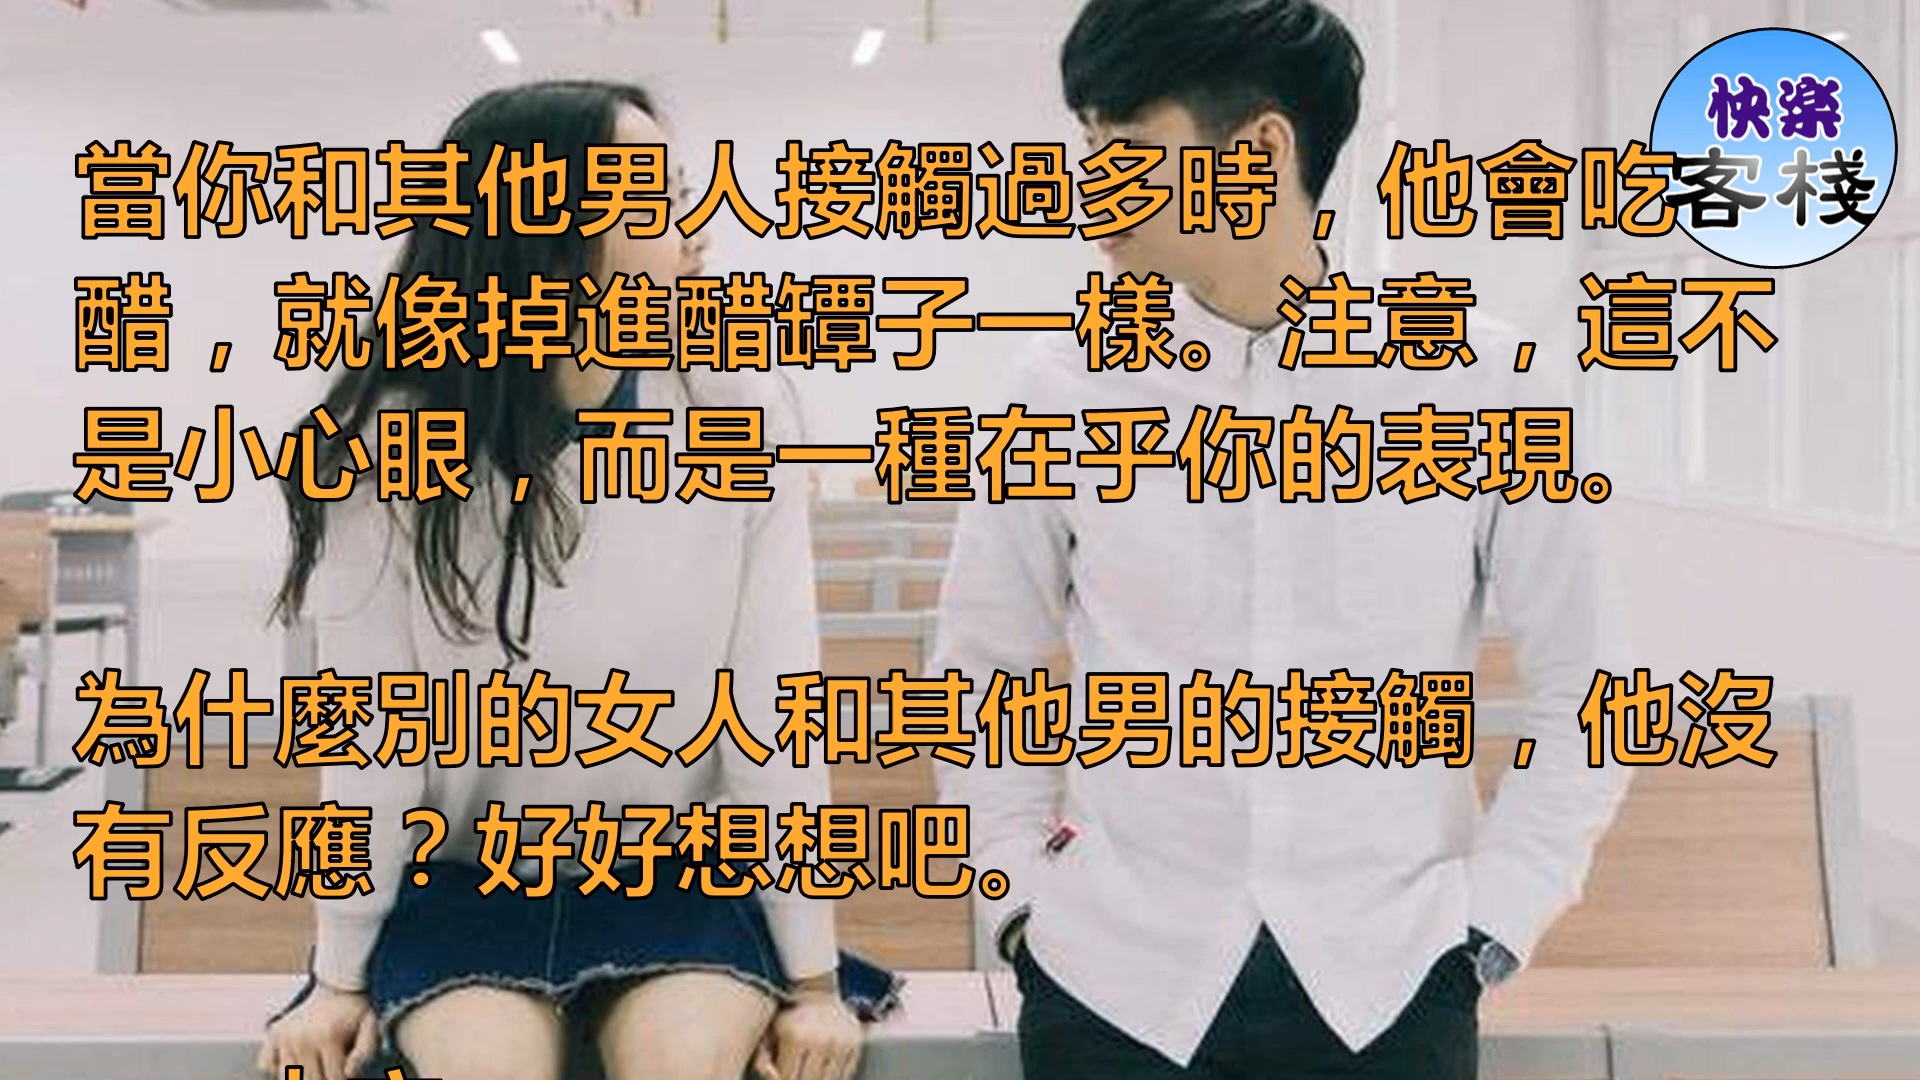 當你和其他男人接觸過多時，他會吃
醋，就像掉進醋罈子一樣。注意，這不
是小心眼，而是一種在乎你的表現。
為什麼別的女人和其他男的接觸，他沒
有反應？好好想想吧。
快樂
客棧